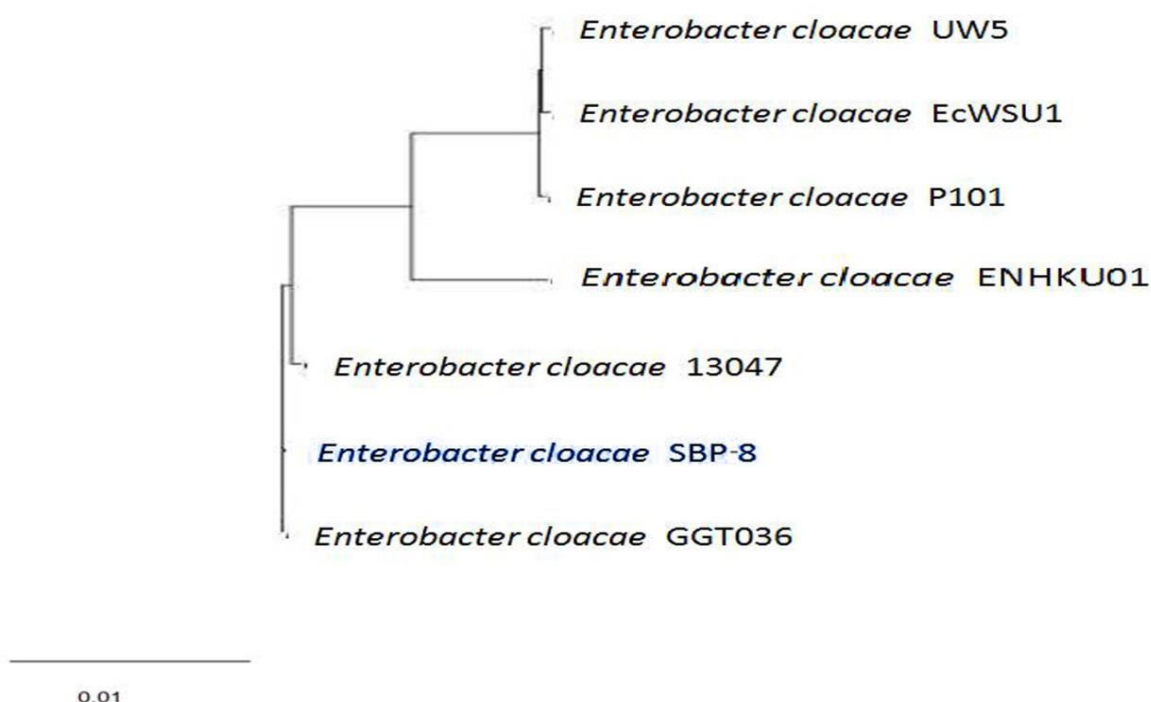 Enterobacter cloacae UW5
Enterobacter cloacae EcWSU1
Enterobacter cloacae P101
Enterobacter cloacae ENHKU01
Enterobacter cloacae 13047
Enterobacter cloacae SBP-8
Enterobacter cloacae GGT036
0.01